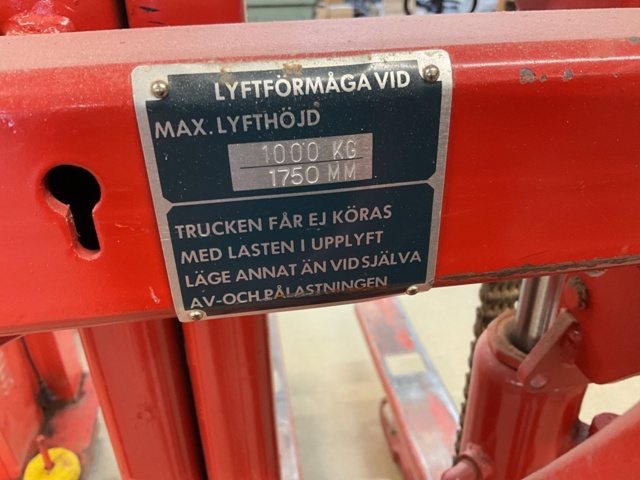 LYFTFÖRMÅGA VID
MAX. LYFTHÖJD
1000 KG
1750 MM
TRUCKEN FÅR EJ KÖRAS
MED LASTEN I UPPLYFT
LÄGE ANNAT ÄN VID SJÄLVA
AV-OCH PÅLASTNINGEN